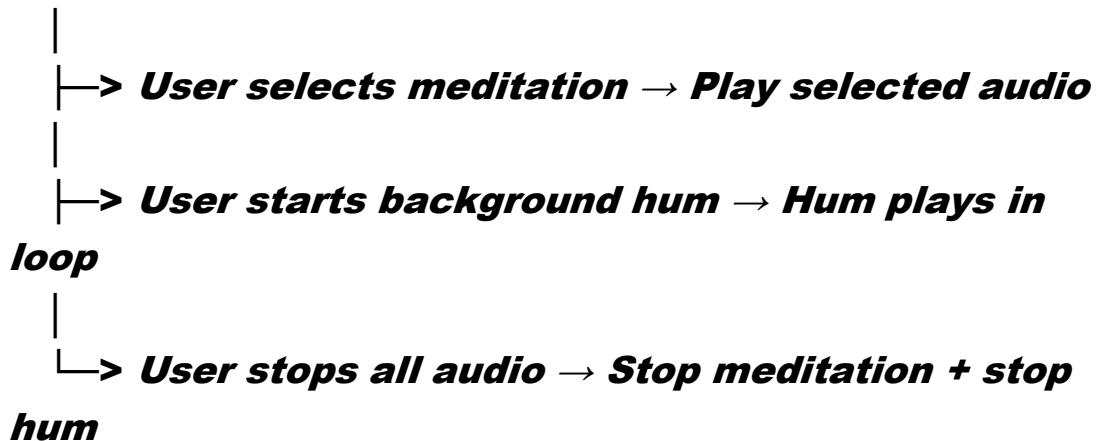 │
├─> User selects meditation → Play selected audio
│
├─> User starts background hum → Hum plays in
loop
│
└─> User stops all audio → Stop meditation + stop
hum